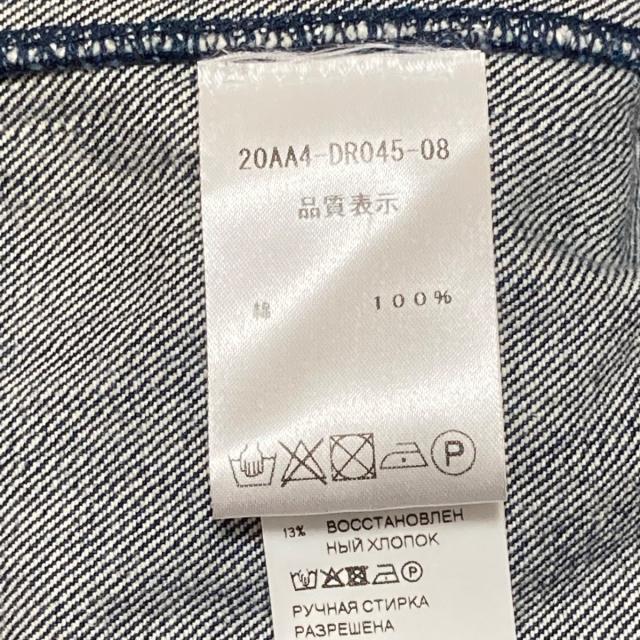 20AA4-DR045-08
品質表示
綿 100%
P
13% ВОССТАНОВЛЕН
НЫЙ ХЛОПОК
P
РУЧНАЯ СТИРКА
РАЗРЕШЕНА